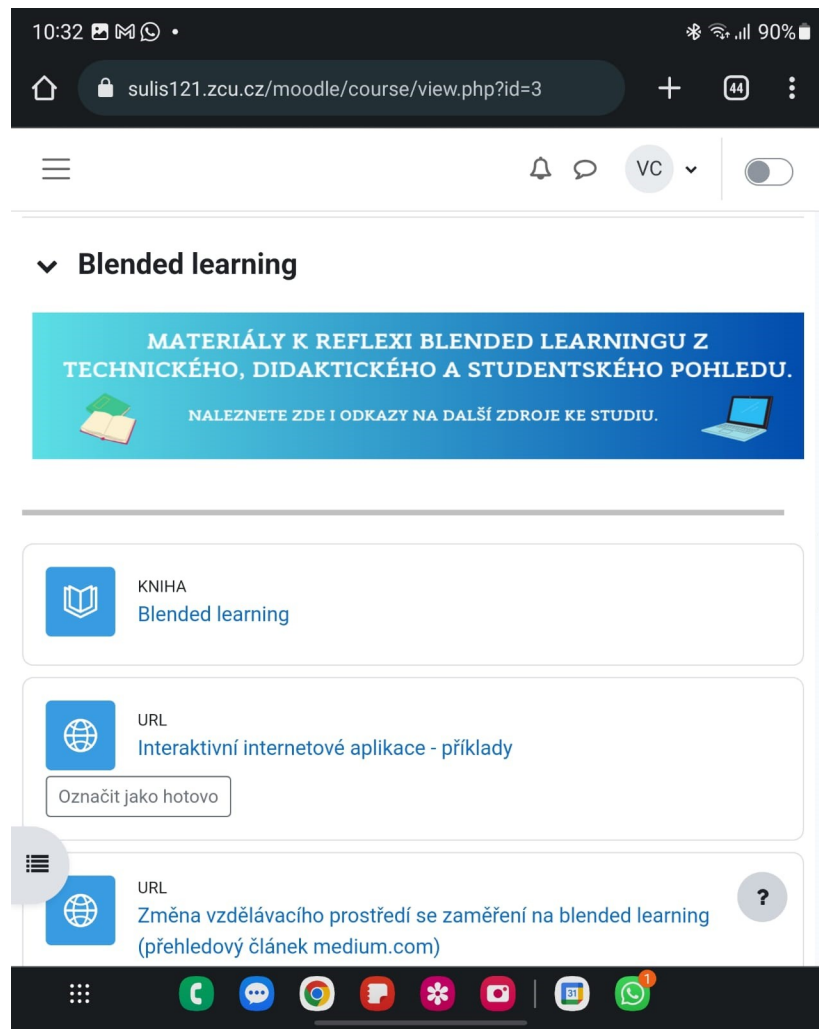 10:32
90%
sulis121.zcu.cz/moodle/course/view.php?id=3
44
VC
Blended learning
MATERIÁLY K REFLEXI BLENDED LEARNINGU Z
TECHNICKÉHO, DIDAKTICKÉHO A STUDENTSKÉHO POHLEDU.
NALEZNETE ZDE I ODKAZY NA DALŠÍ ZDROJE KE STUDIU.
KNIHA
Blended learning
URL
Interaktivní internetové aplikace - příklady
Označit jako hotovo
URL
Změna vzdělávacího prostředí se zaměření na blended learning
(přehledový článek medium.com)
?
31
1